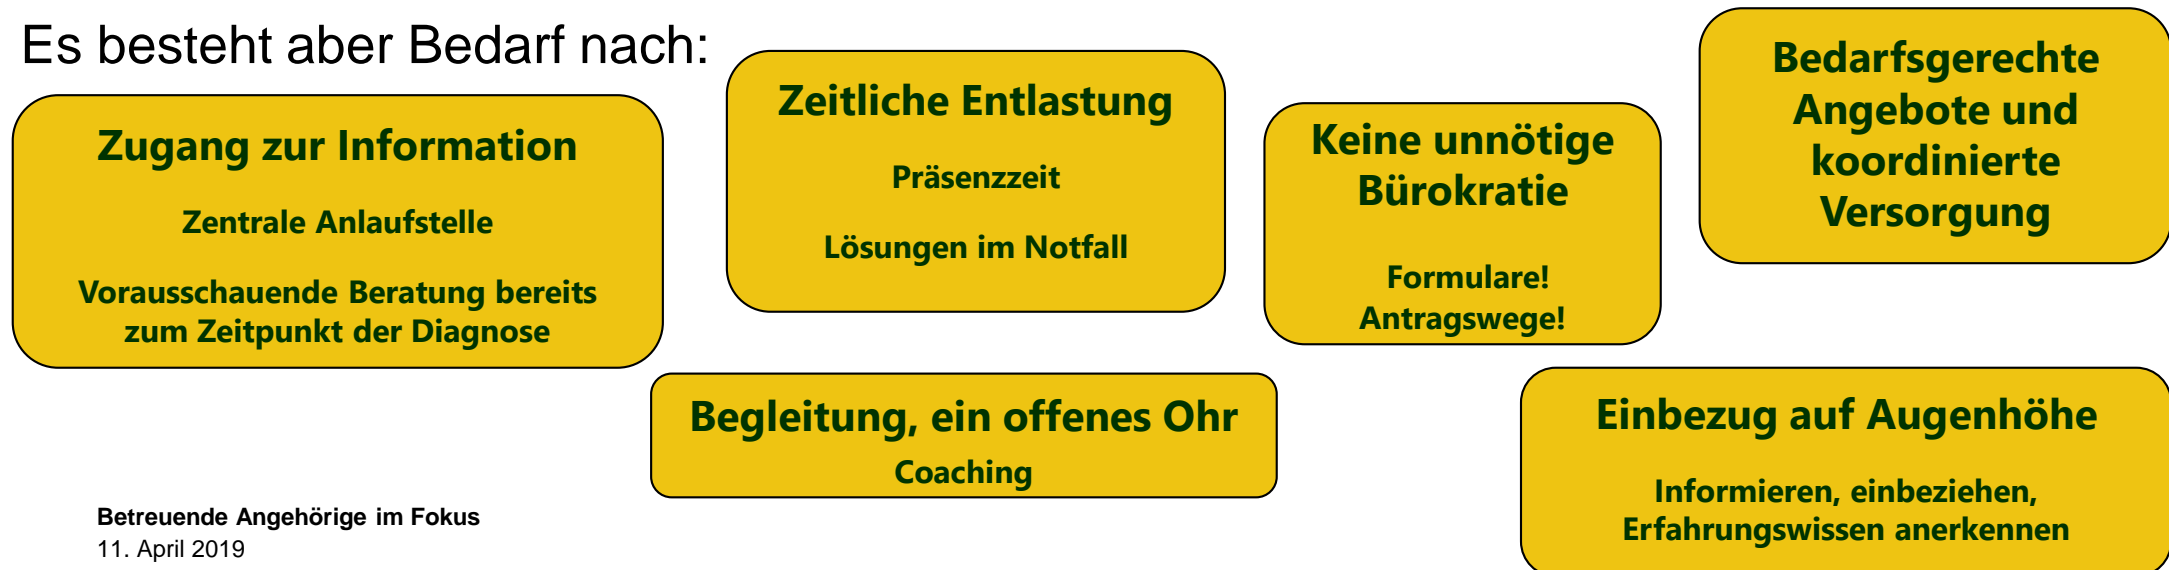 Es besteht aber Bedarf nach:
Zugang zur Information
Zentrale Anlaufstelle
Vorausschauende Beratung bereits
zum Zeitpunkt der Diagnose
Zeitliche Entlastung
Präsenzzeit
Lösungen im Notfall
Keine unnötige
Bürokratie
Formulare!
Antragswege!
Bedarfsgerechte
Angebote und
koordinierte
Versorgung
Begleitung, ein offenes Ohr
Coaching
Einbezug auf Augenhöhe
Informieren, einbeziehen,
Erfahrungswissen anerkennen
Betreuende Angehörige im Fokus
11. April 2019